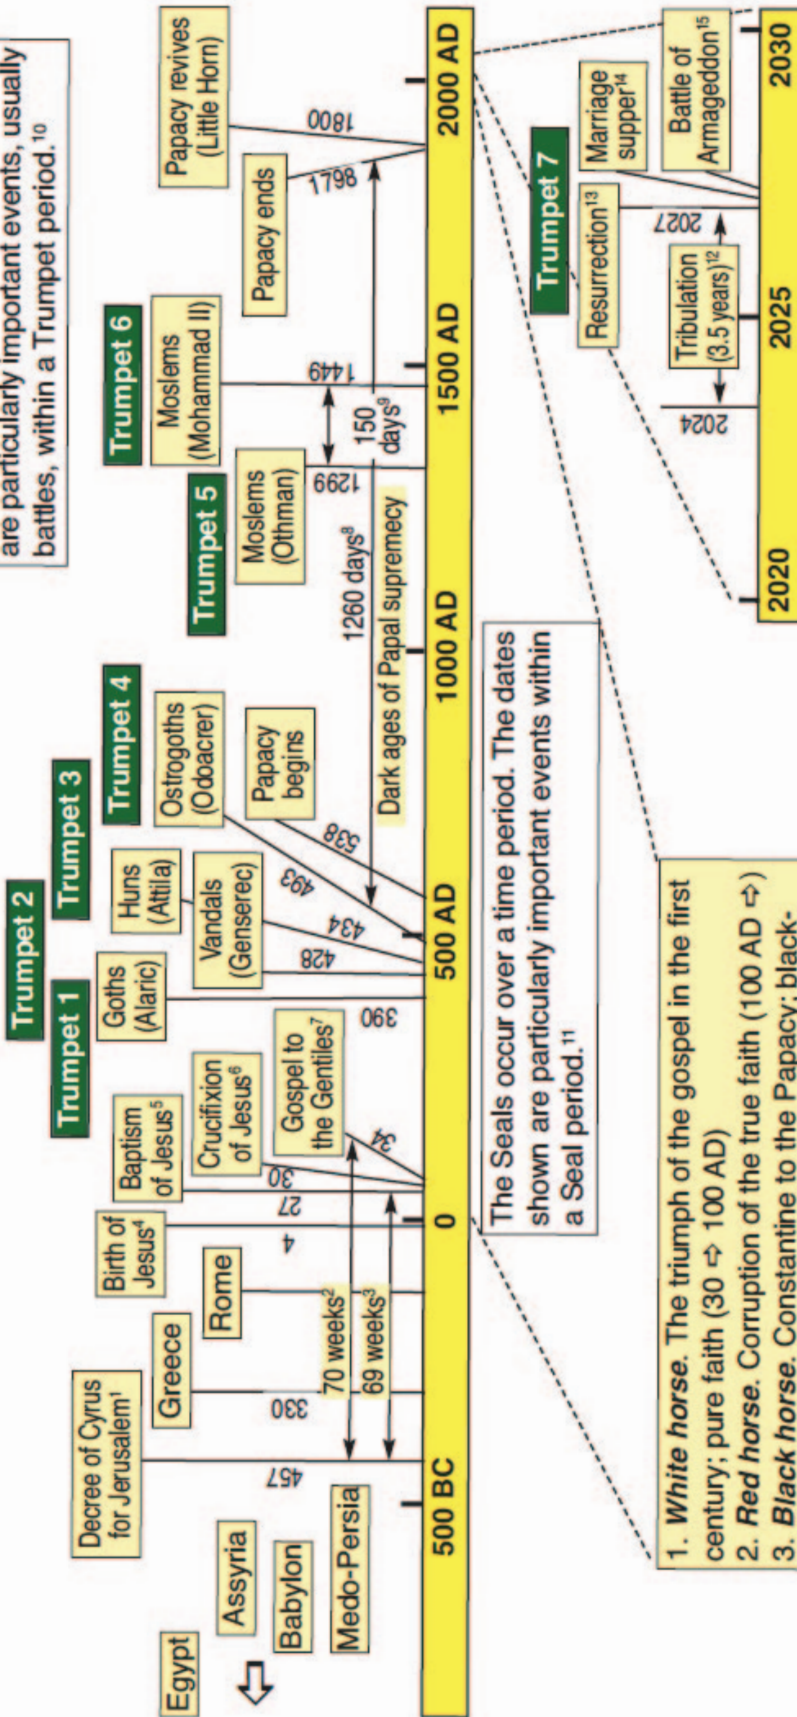 are particularly important events, usually
battles, within a Trumpet period.¹⁰
Trumpet 1
Trumpet 2
Trumpet 3
Trumpet 4
Trumpet 5
Trumpet 6
Egypt
Assyria
Babylon
Medo-Persia
Decree of Cyrus
for Jerusalem¹
457
Greece
330
Rome
70 weeks²
69 weeks³
Birth of
Jesus⁴
4
Baptism
of Jesus⁵
27
Crucifixion
of Jesus⁶
30
Gospel to
the Gentiles⁷
34
Goths
(Alaric)
390
Huns
(Attila)
434
Vandals
(Genserec)
428
Ostrogoths
(Odoacrer)
493
Papacy
begins
538
1260 days⁸
Dark ages of Papal supremecy
Moslems
(Othman)
1299
150
days⁹
Moslems
(Mohammad II)
1449
Papacy ends
1798
Papacy revives
(Little Horn)
1800
500 BC
0
500 AD
1000 AD
1500 AD
2000 AD
The Seals occur over a time period. The dates
shown are particularly important events within
a Seal period.¹¹
Trumpet 7
Resurrection¹³
Marriage
supper¹⁴
Tribulation
(3.5 years)¹²
Battle of
Armageddon¹⁵
2024
2027
2020
2025
2030
1. White horse. The triumph of the gospel in the first
century; pure faith (30 ⇨ 100 AD)
2. Red horse. Corruption of the true faith (100 AD ⇨)
3. Black horse. Constantine to the Papacy; black-